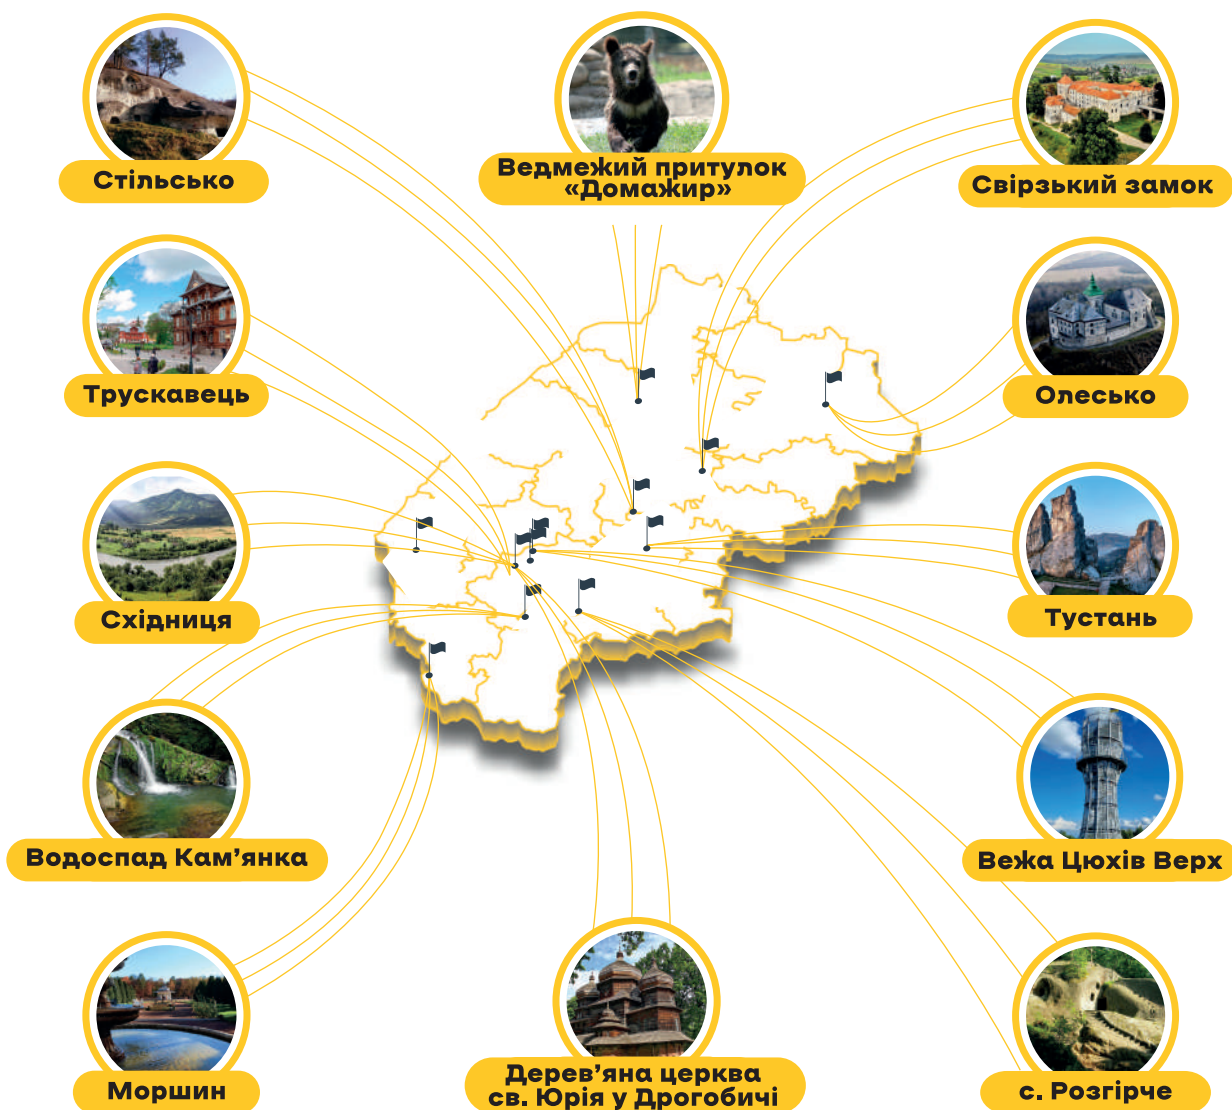 Стільсько
Ведмежий притулок
«Домажир»
Свірзький замок
Трускавець
Олесько
Східниця
Тустань
Водоспад Кам’янка
Вежа Цюхів Верх
Моршин
Дерев’яна церква
св. Юрія у Дрогобичі
с. Розгірче